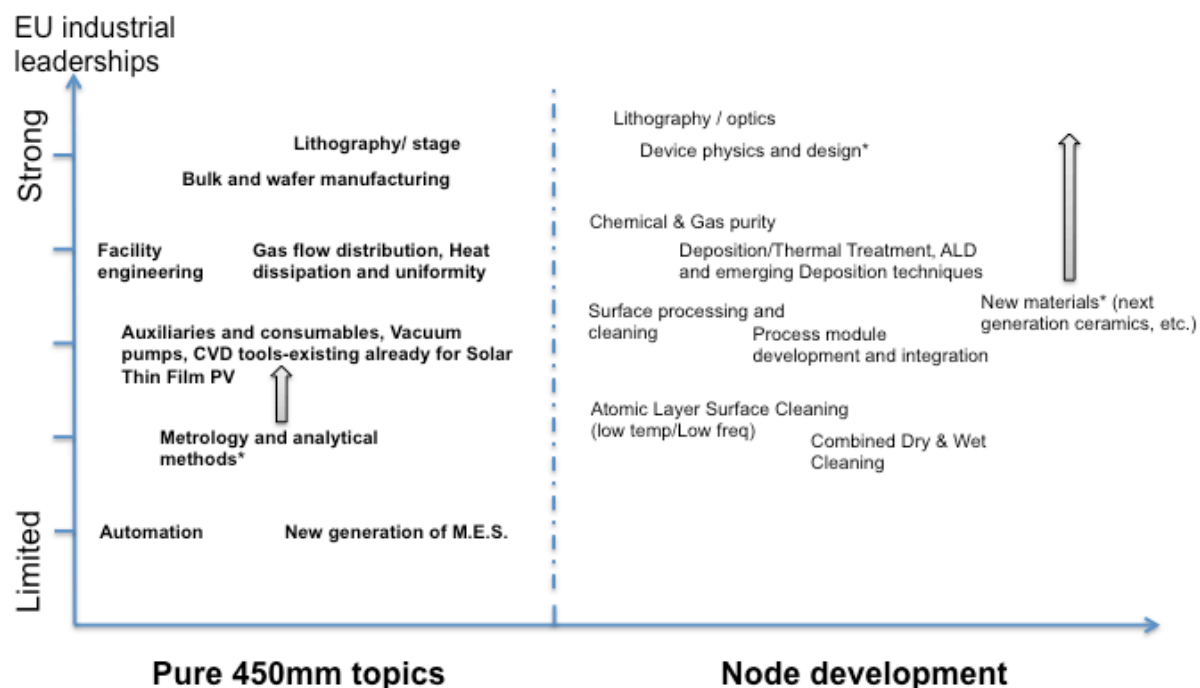 EU industrial
leaderships
Strong
Limited
Lithography/ stage
Bulk and wafer manufacturing
Facility
engineering
Gas flow distribution, Heat
dissipation and uniformity
Auxiliaries and consumables, Vacuum
pumps, CVD tools-existing already for Solar
Thin Film PV
Metrology and analytical
methods*
Automation
New generation of M.E.S.
Lithography / optics
Device physics and design*
Chemical & Gas purity
Deposition/Thermal Treatment, ALD
and emerging Deposition techniques
New materials* (next
generation ceramics, etc.)
Surface processing and
cleaning
Process module
development and integration
Atomic Layer Surface Cleaning
(low temp/Low freq)
Combined Dry & Wet
Cleaning
Pure 450mm topics
Node development